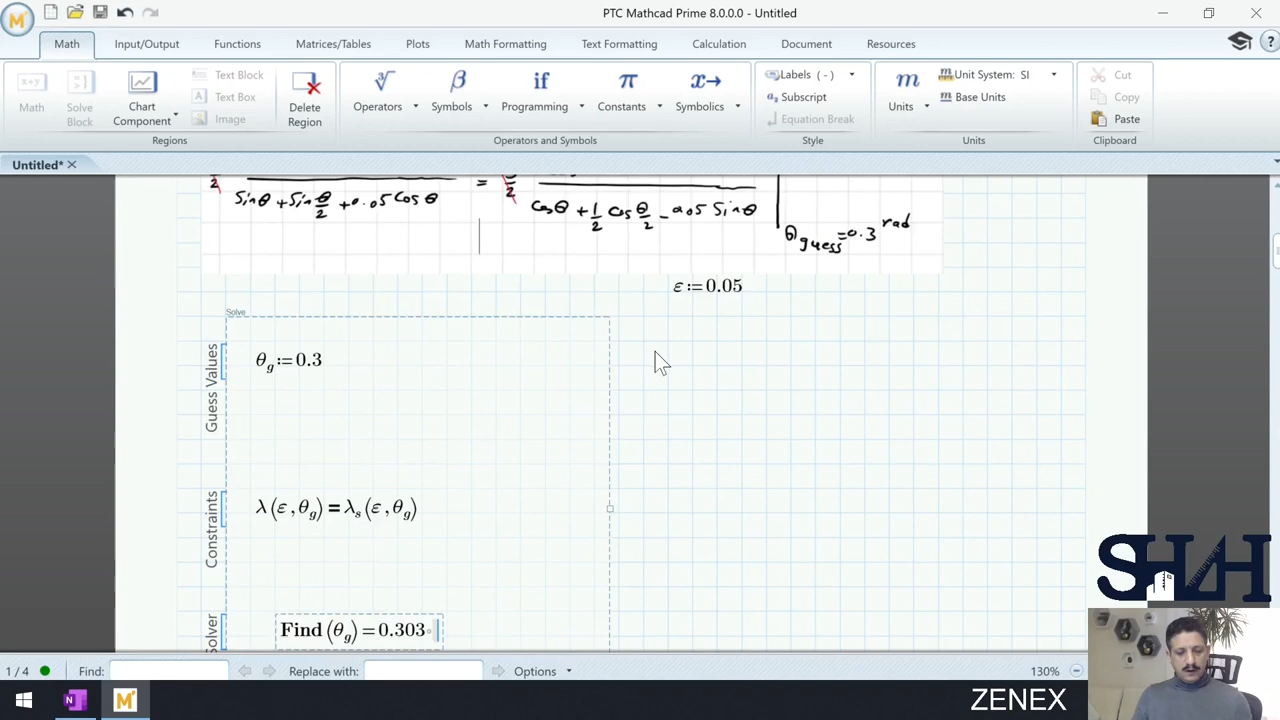 PTC Mathcad Prime 8.0.0.0 - Untitled
Math Input/Output Functions Matrices/Tables Plots Math Formatting Text Formatting Calculation Document Resources
Math
Solve Block
Chart Component
Text Block
Text Box
Image
Delete Region
Regions
Operators
Symbols
Programming
Constants
Symbolics
Operators and Symbols
Labels ( - )
Subscript
Equation Break
Style
Units
Unit System: SI
Base Units
Units
Cut
Copy
Paste
Clipboard
Untitled*
Sinθ + Sin θ/2 + 0.05 Cosθ = Cosθ + 1/2 Cos θ/2 - 0.05 Sinθ
θguess = 0.3 rad
ε := 0.05
Solve
Guess Values
θg := 0.3
Constraints
λ(ε, θg) = λs(ε, θg)
Solver
Find(θg) = 0.303
SHZH
1 / 4 Find: Replace with: Options 130%
ZENEX